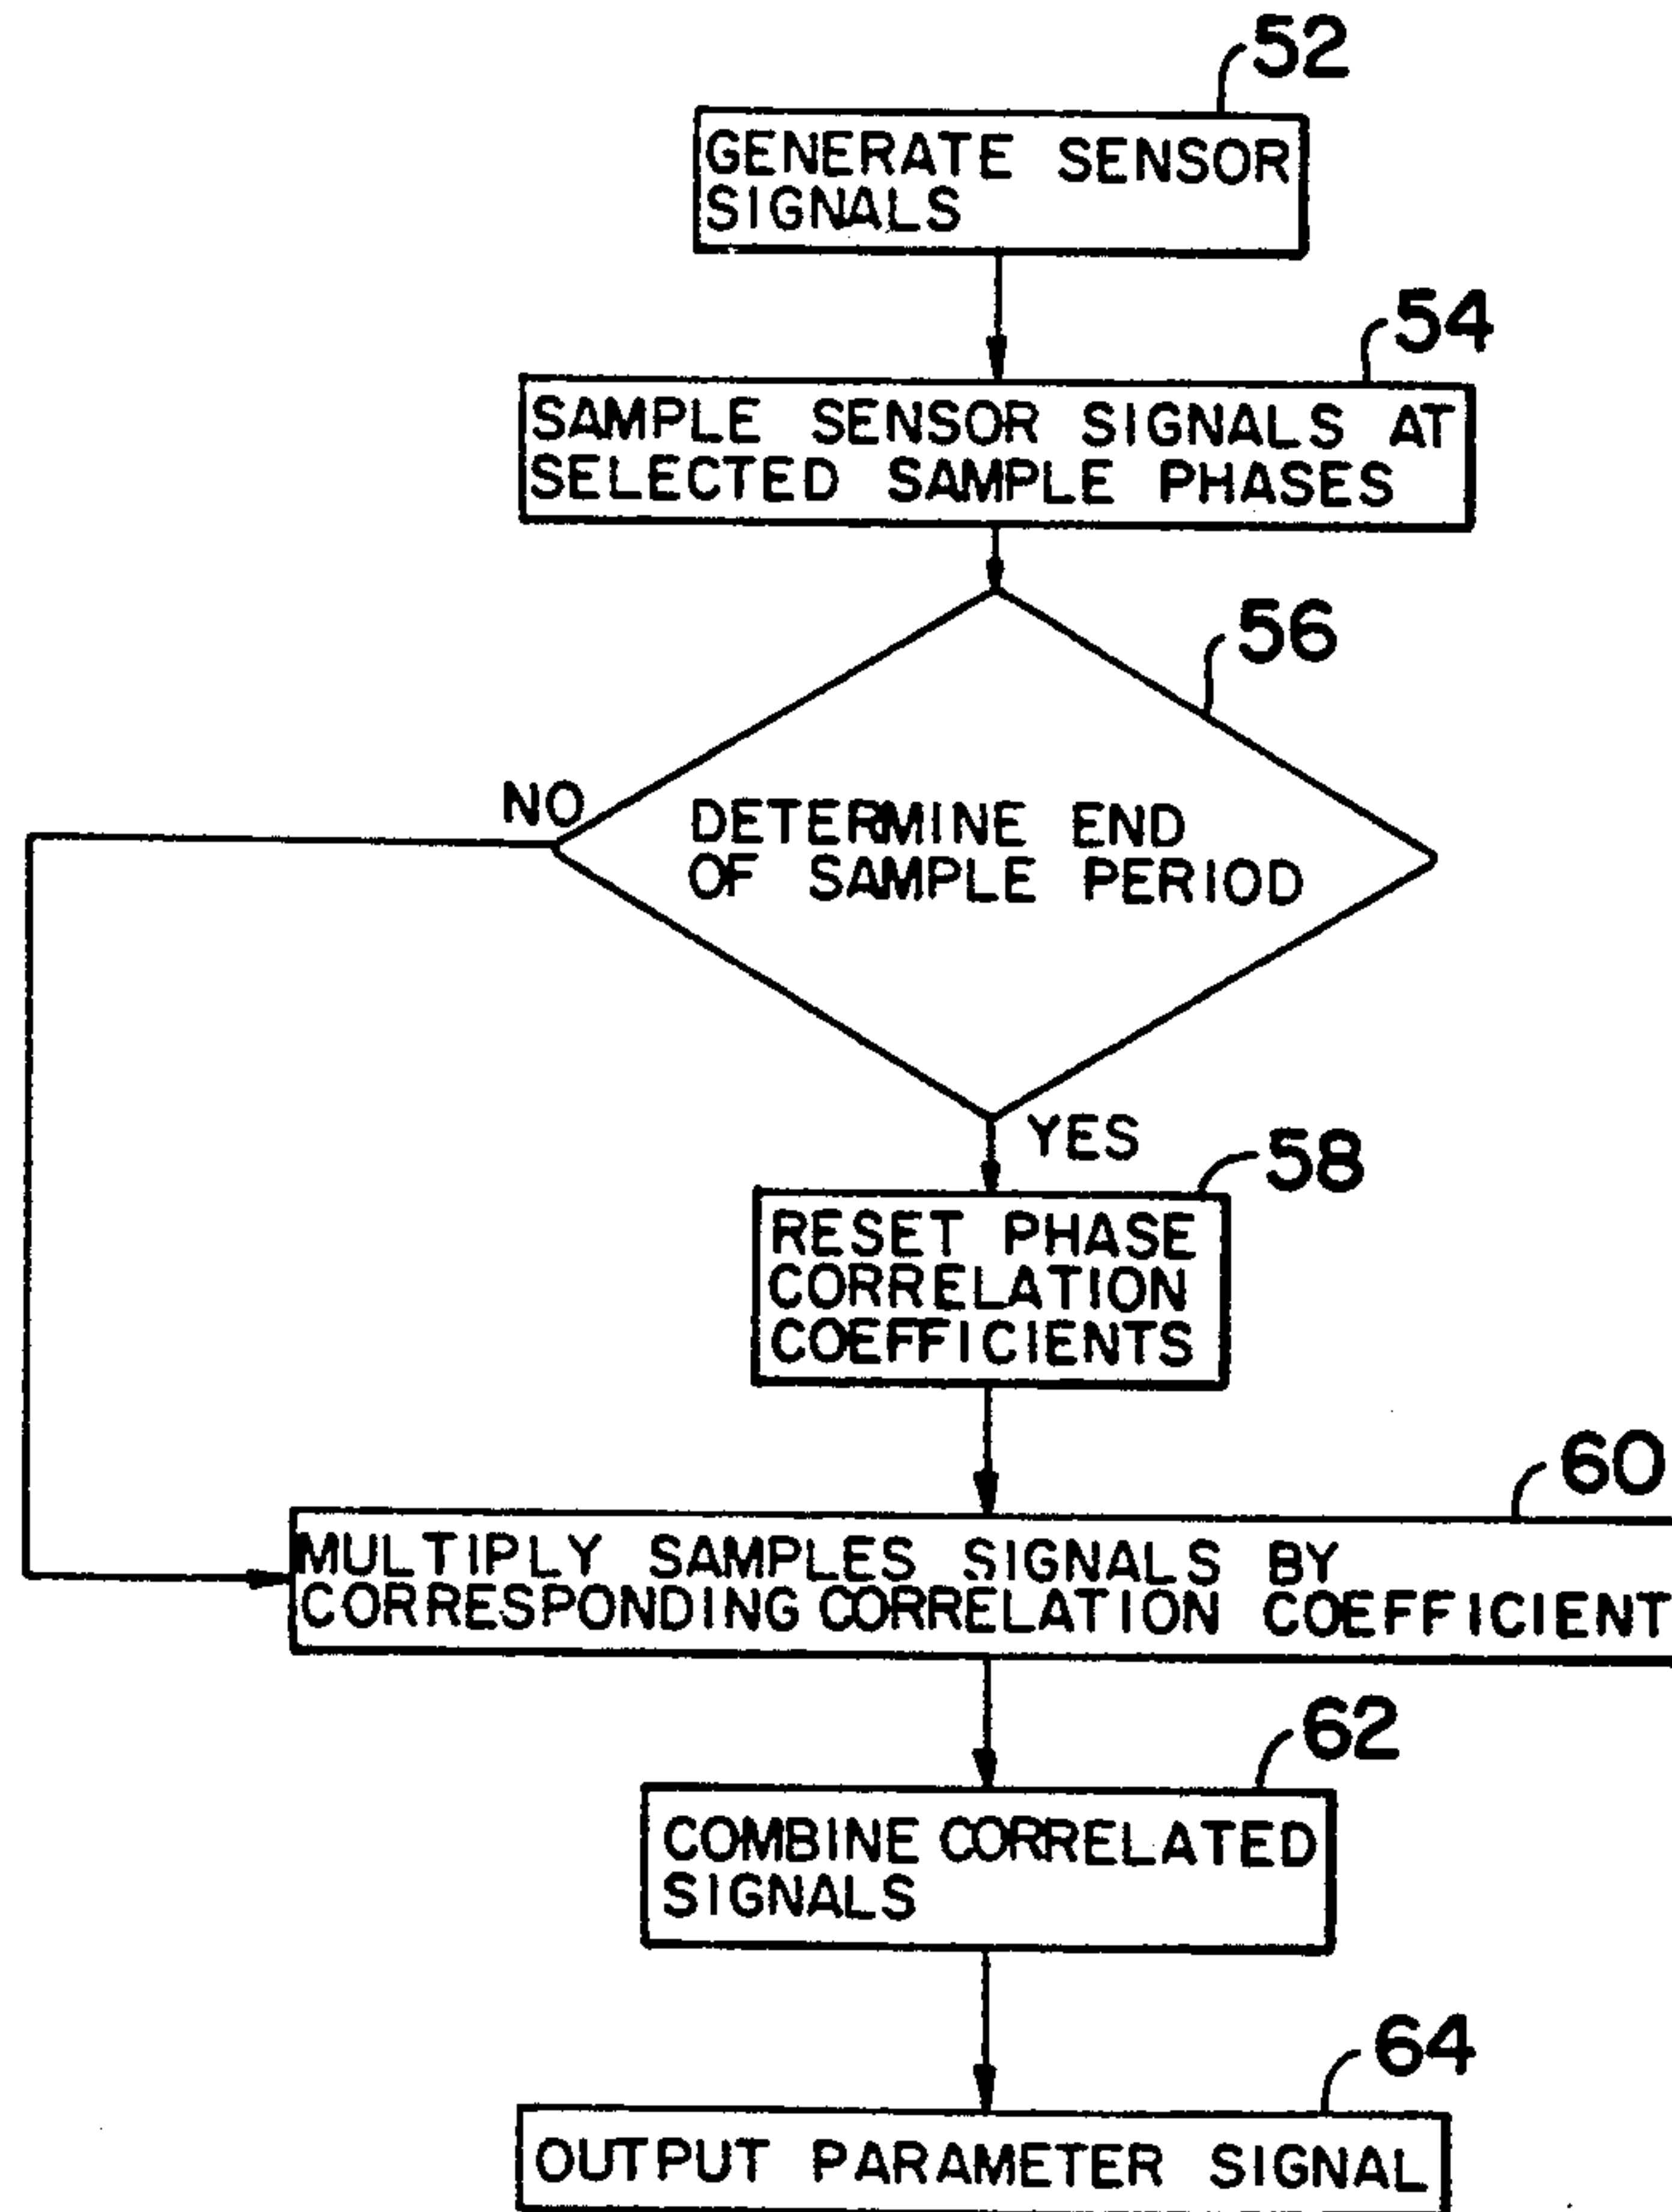 52
GENERATE SENSOR
SIGNALS
54
SAMPLE SENSOR SIGNALS AT
SELECTED SAMPLE PHASES
56
NO
DETERMINE END
OF SAMPLE PERIOD
YES
58
RESET PHASE
CORRELATION
COEFFICIENTS
60
MULTIPLY SAMPLES SIGNALS BY
CORRESPONDING CORRELATION COEFFICIENT
62
COMBINE CORRELATED
SIGNALS
64
OUTPUT PARAMETER SIGNAL